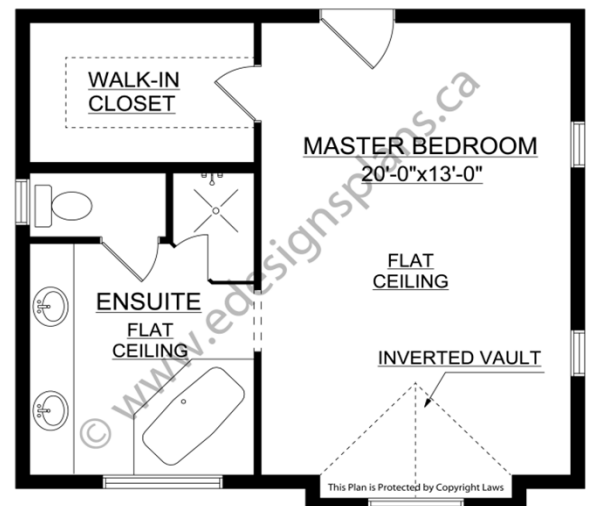 WALK-IN
CLOSET
MASTER BEDROOM
20'-0"x13'-0"
FLAT
CEILING
ENSUITE
FLAT
CEILING
INVERTED VAULT
© www.edesignsplans.ca
This Plan is Protected by Copyright Laws